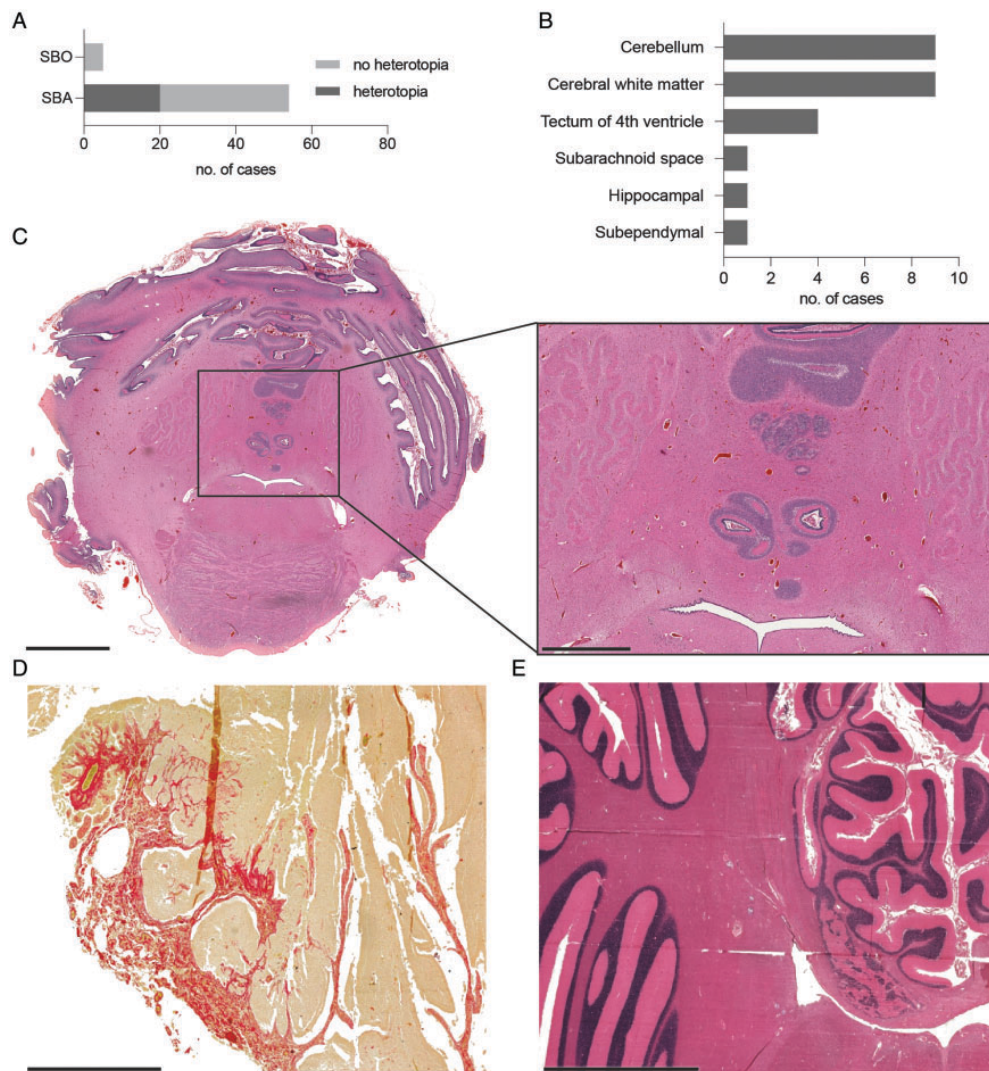 A
SBO
SBA
no heterotopia
heterotopia
0 20 40 60 80
no. of cases
B
Cerebellum
Cerebral white matter
Tectum of 4th ventricle
Subarachnoid space
Hippocampal
Subependymal
0 2 4 6 8 10
no. of cases
C
D
E